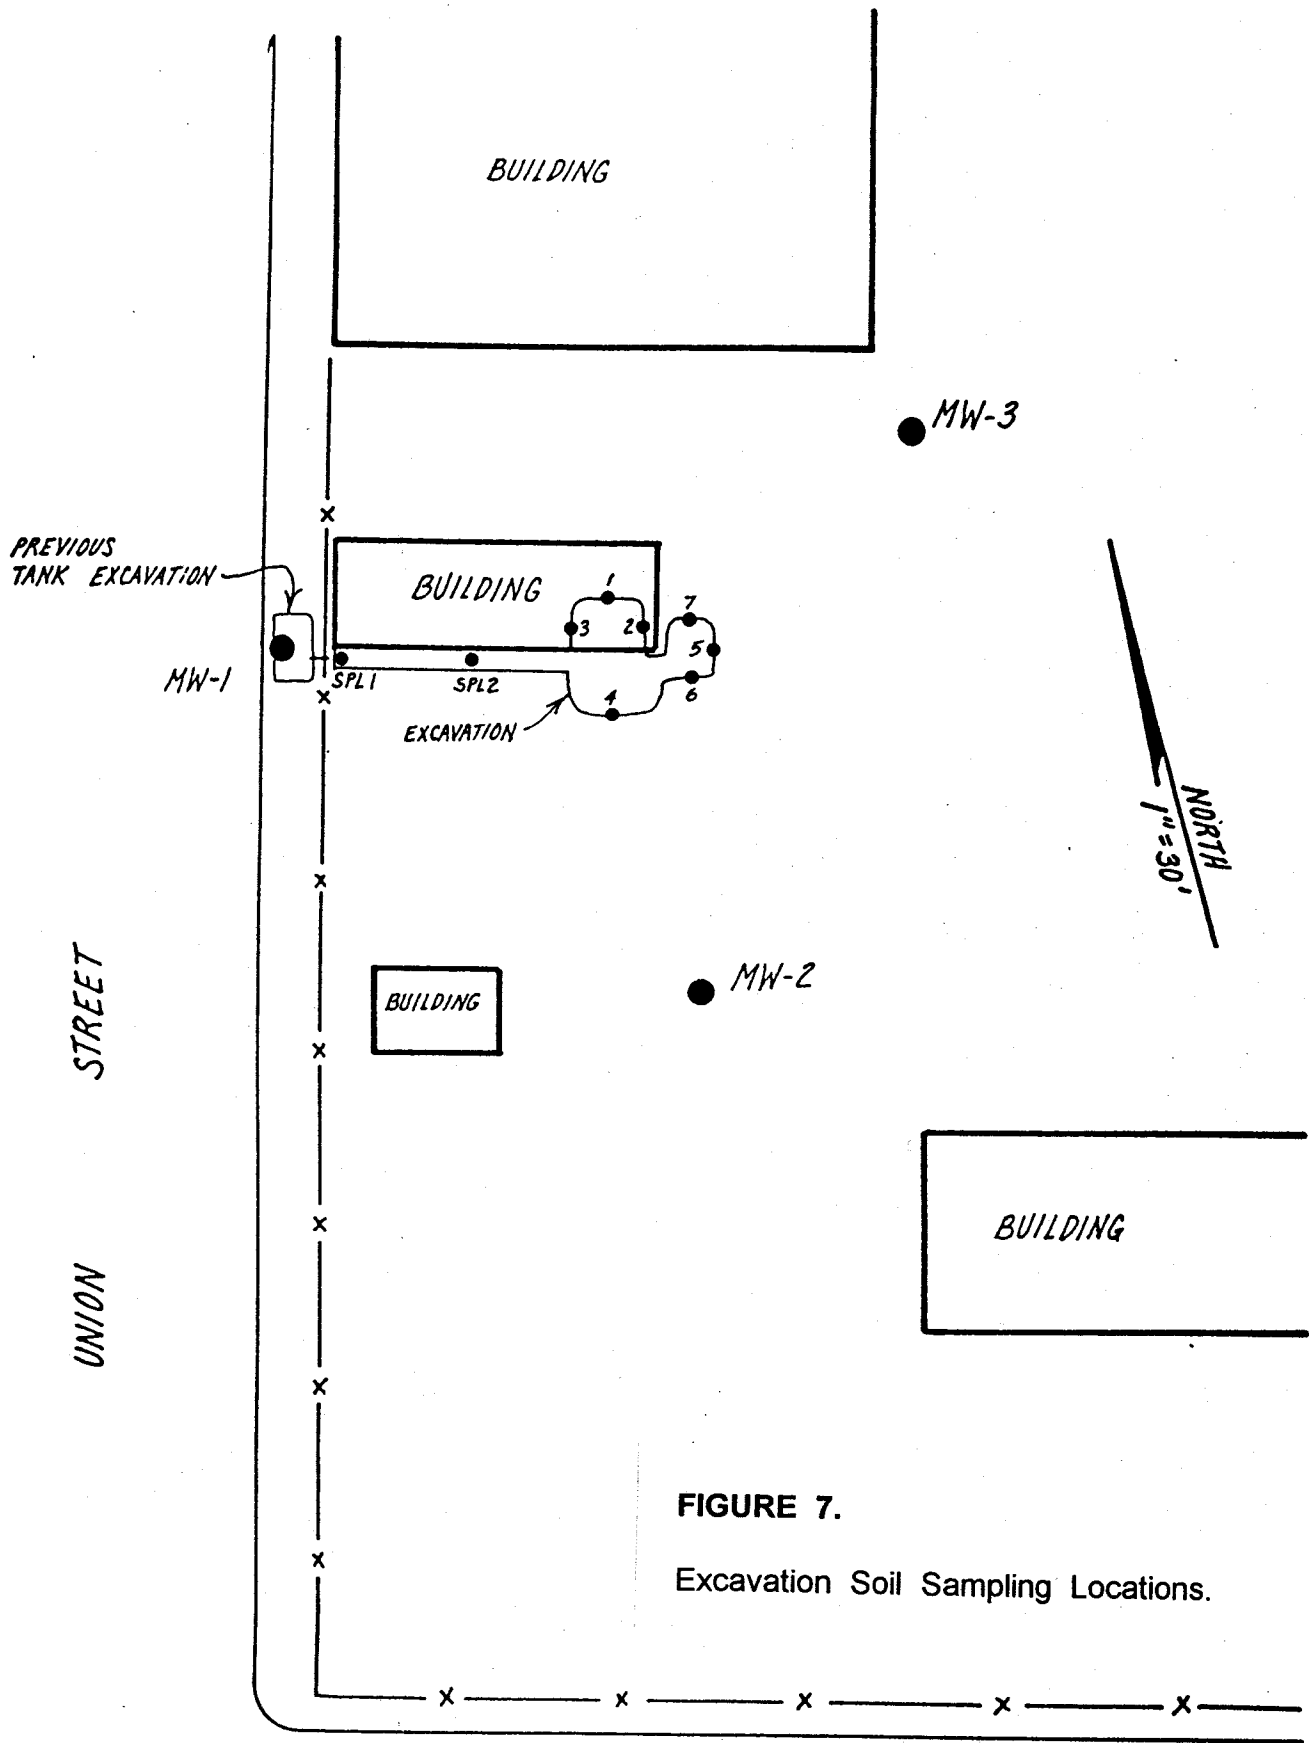 BUILDING
MW-3
PREVIOUS
TANK EXCAVATION
BUILDING
1
3
2
7
5
MW-1
SPL1
SPL2
6
4
EXCAVATION
NORTH
1" = 30'
MW-2
BUILDING
STREET
BUILDING
UNION
FIGURE 7.
Excavation Soil Sampling Locations.